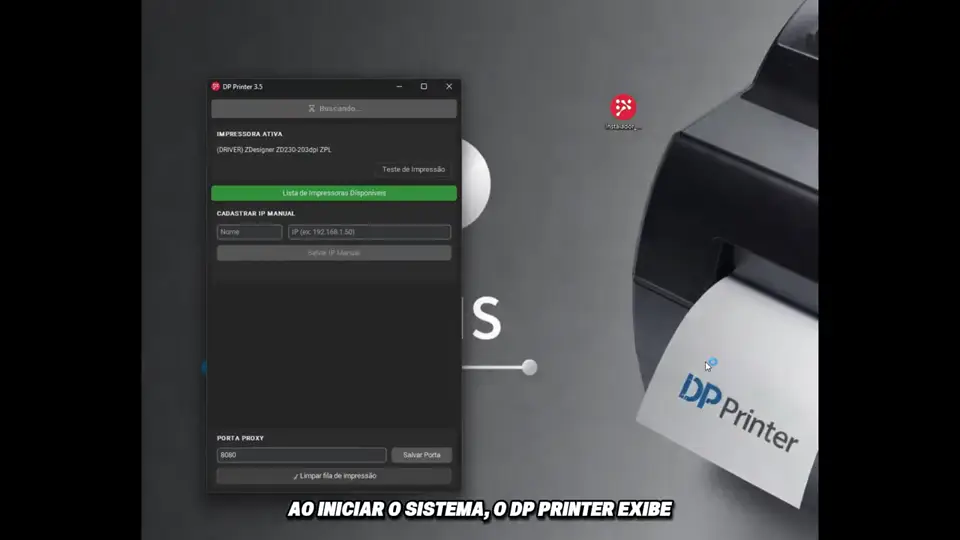 DP Printer 3.5
Buscando...
IMPRESSORA ATIVA
(DRIVER) ZDesigner ZD230-203dpi ZPL
Teste de Impressão
Lista de Impressoras Disponíveis
CADASTRAR IP MANUAL
Nome
IP (ex. 192.168.1.50)
Salvar IP Manual
Instalador_...
IS
DP Printer
PORTA PROXY
8080
Salvar Porta
Limpar fila de impressão
AO INICIAR O SISTEMA, O DP PRINTER EXIBE